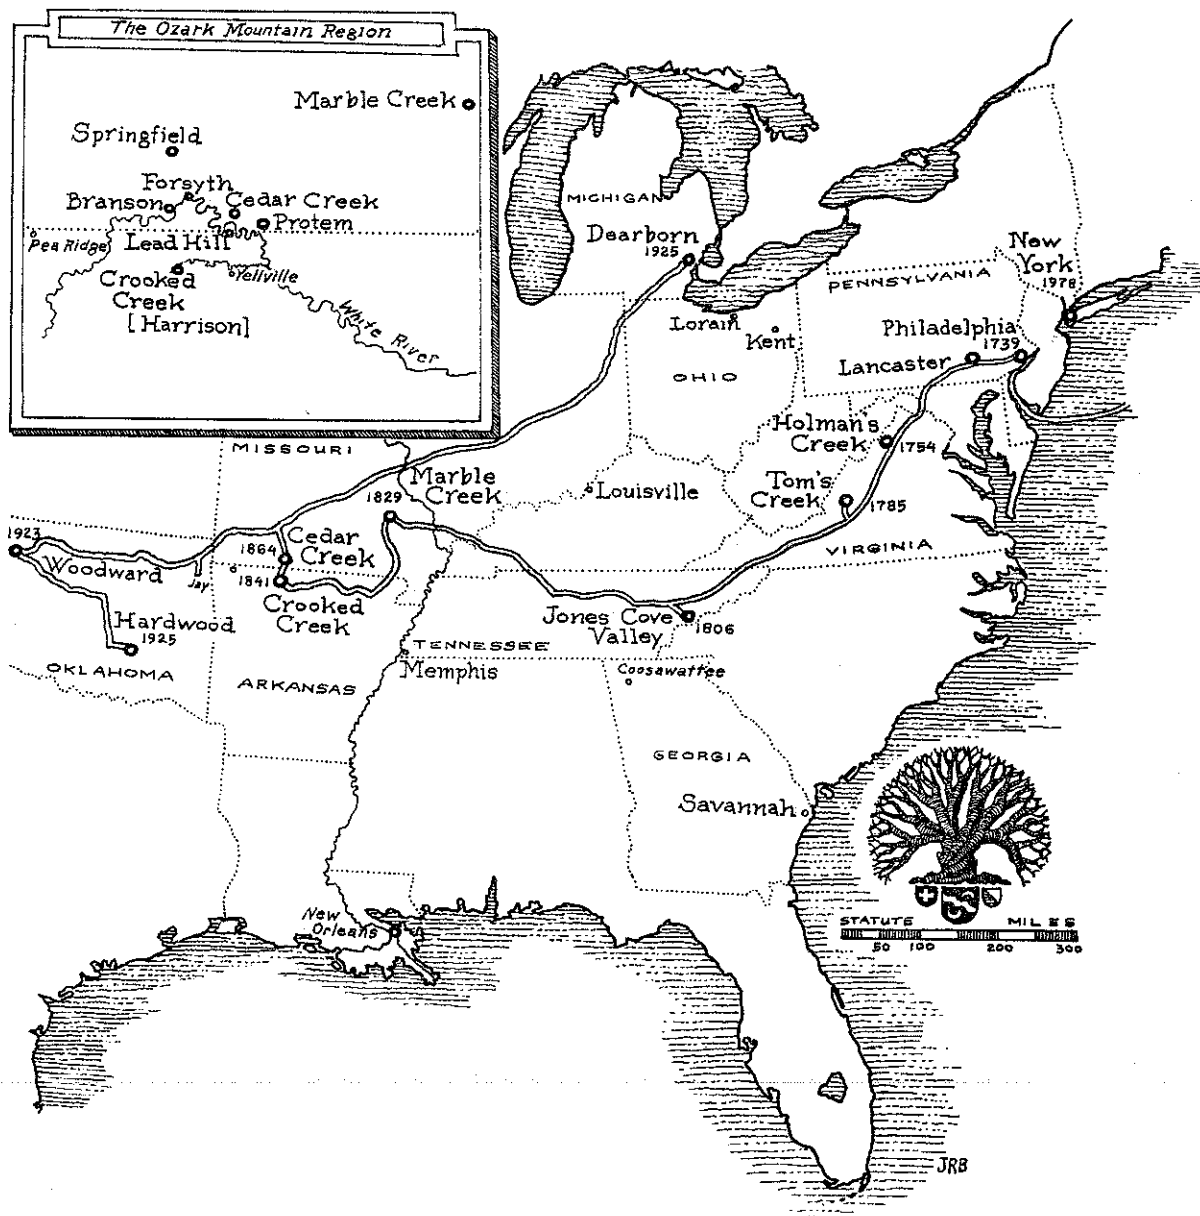 The Ozark Mountain Region
Marble Creek
Springfield
Forsyth
Branson
Cedar Creek
Protem
Pea Ridge
Lead Hill
Crooked
Creek
[Harrison]
Yellville
White River
MICHIGAN
Dearborn
1925
New
York
1978
PENNSYLVANIA
Lorain
Kent
Philadelphia
1739
Lancaster
OHIO
Holman's
Creek
1754
MISSOURI
Marble
Creek
1829
Louisville
Tom's
Creek
1785
VIRGINIA
1923
Woodward
Jay
1864
Cedar
Creek
1841
Crooked
Creek
Hardwood
1925
Jones Cove
Valley
1806
OKLAHOMA
ARKANSAS
TENNESSEE
Memphis
Coosawattee
GEORGIA
Savannah
New
Orleans
STATUTE MILES
50 100 200 300
JRB